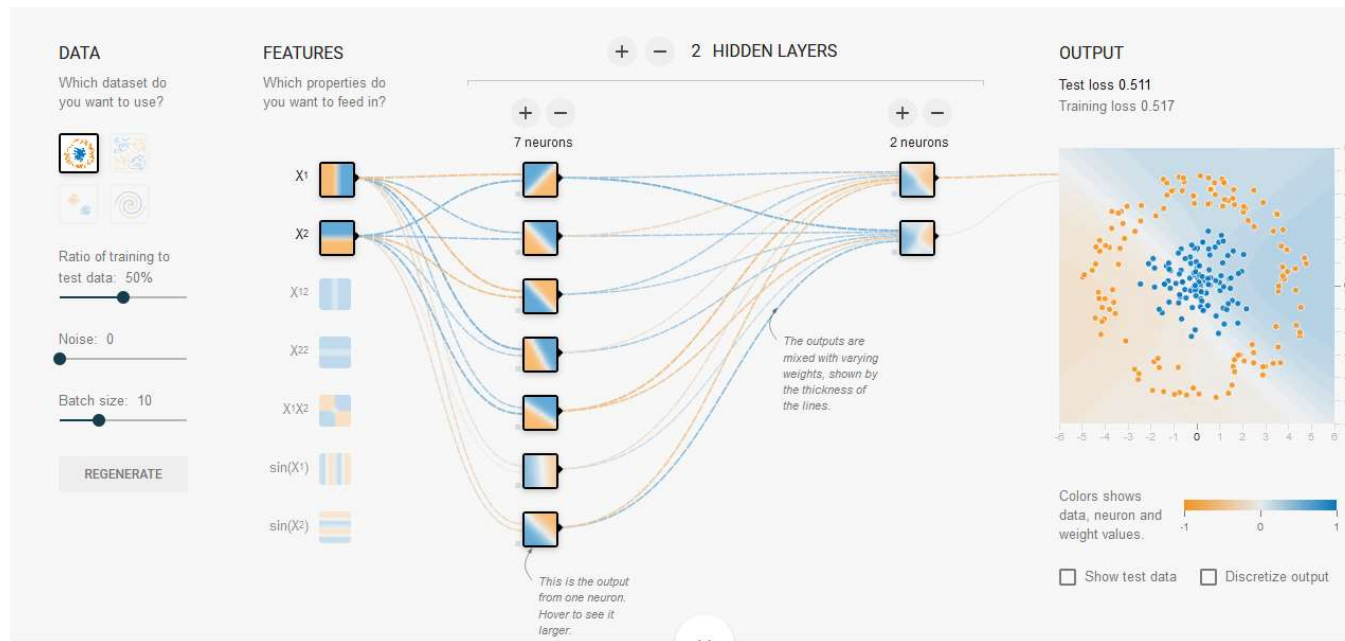 DATA
Which dataset do
you want to use?
Ratio of training to
test data: 50%
Noise: 0
Batch size: 10
REGENERATE
FEATURES
Which properties do
you want to feed in?
X1
X2
X12
X22
X1X2
sin(X1)
sin(X2)
+ − 2 HIDDEN LAYERS
+ −
7 neurons
+ −
2 neurons
The outputs are
mixed with varying
weights, shown by
the thickness of
the lines.
This is the output
from one neuron.
Hover to see it
larger.
OUTPUT
Test loss 0.511
Training loss 0.517
-6 -5 -4 -3 -2 -1 0 1 2 3 4 5 6
Colors shows
data, neuron and
weight values.
-1 0 1
Show test data
Discretize output